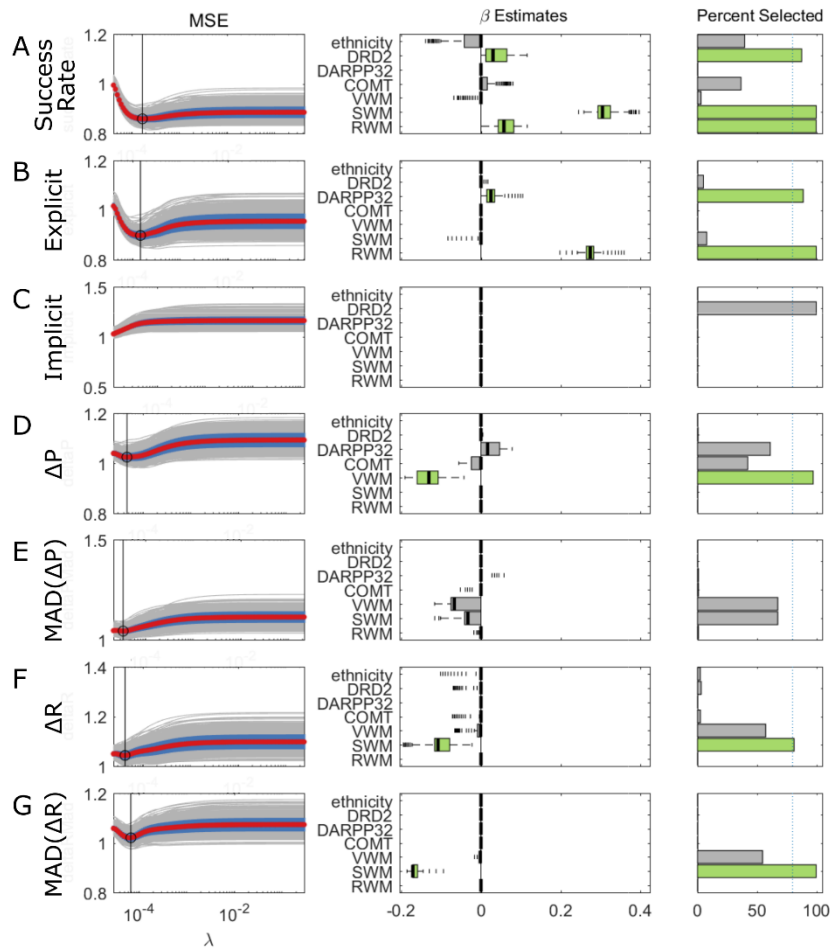 MSE
β Estimates
Percent Selected
A
Success Rate
1.2
1
0.8
λ
ethnicity
DRD2
DARPP32
COMT
VWM
SWM
RWM
B
Explicit
1.2
1
0.8
ethnicity
DRD2
DARPP32
COMT
VWM
SWM
RWM
C
Implicit
1.5
1
0.5
ethnicity
DRD2
DARPP32
COMT
VWM
SWM
RWM
D
ΔP
1.2
1
0.8
ethnicity
DRD2
DARPP32
COMT
VWM
SWM
RWM
E
MAD(ΔP)
1.5
1
ethnicity
DRD2
DARPP32
COMT
VWM
SWM
RWM
F
ΔR
1.4
1.2
1
ethnicity
DRD2
DARPP32
COMT
VWM
SWM
RWM
G
MAD(ΔR)
1.2
1
0.8
ethnicity
DRD2
DARPP32
COMT
VWM
SWM
RWM
10⁻⁴ 10⁻²
λ
-0.2 0 0.2 0.4
0 50 100